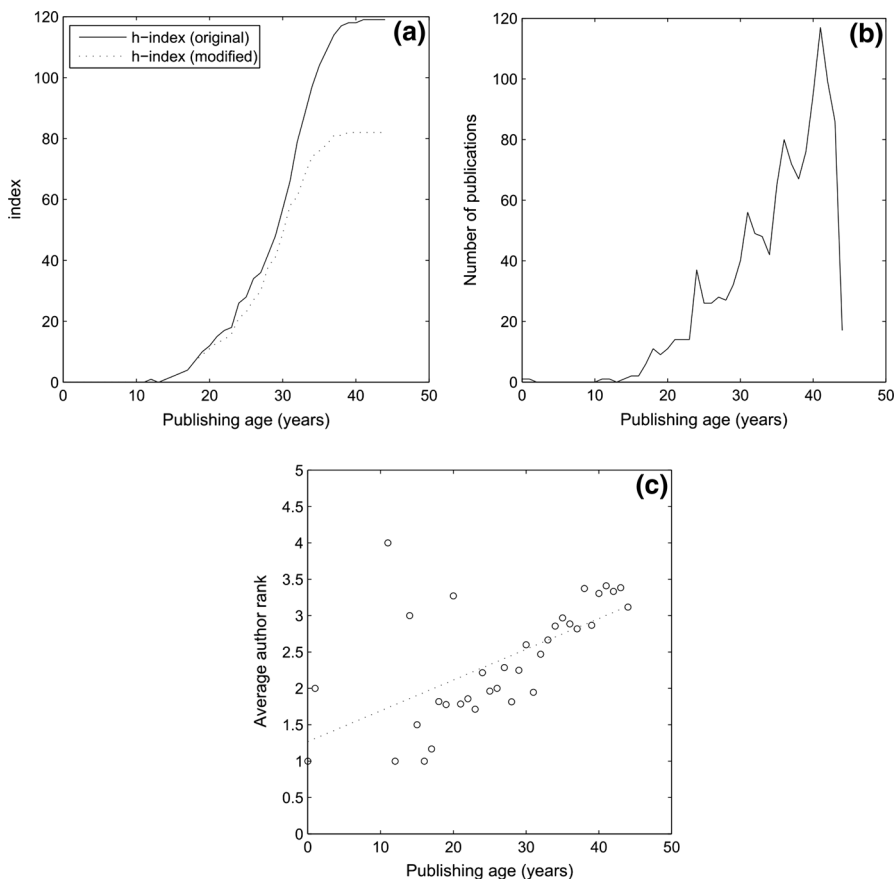 (a)
h−index (original)
h−index (modified)
120
100
80
60
40
20
0
index
0 10 20 30 40 50
Publishing age (years)
(b)
120
100
80
60
40
20
0
Number of publications
0 10 20 30 40 50
Publishing age (years)
(c)
5
4.5
4
3.5
3
2.5
2
1.5
1
0.5
0
Average author rank
0 10 20 30 40 50
Publishing age (years)